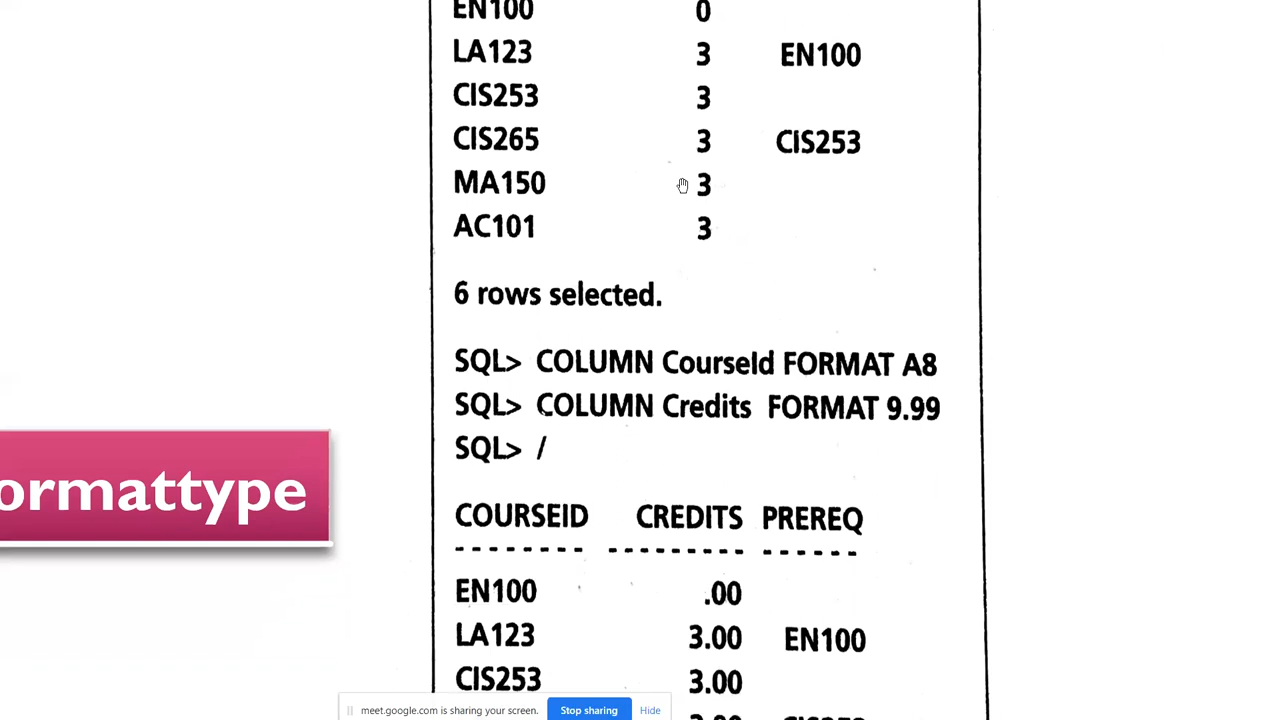 EN100 0
LA123 3 EN100
CIS253 3
CIS265 3 CIS253
MA150 3
AC101 3
6 rows selected.
SQL> COLUMN CourseId FORMAT A8
SQL> COLUMN Credits FORMAT 9.99
SQL> /
ormattype
COURSEID CREDITS PREREQ
-------- --------- ------
EN100 .00
LA123 3.00 EN100
CIS253 3.00
meet.google.com is sharing your screen. Stop sharing Hide